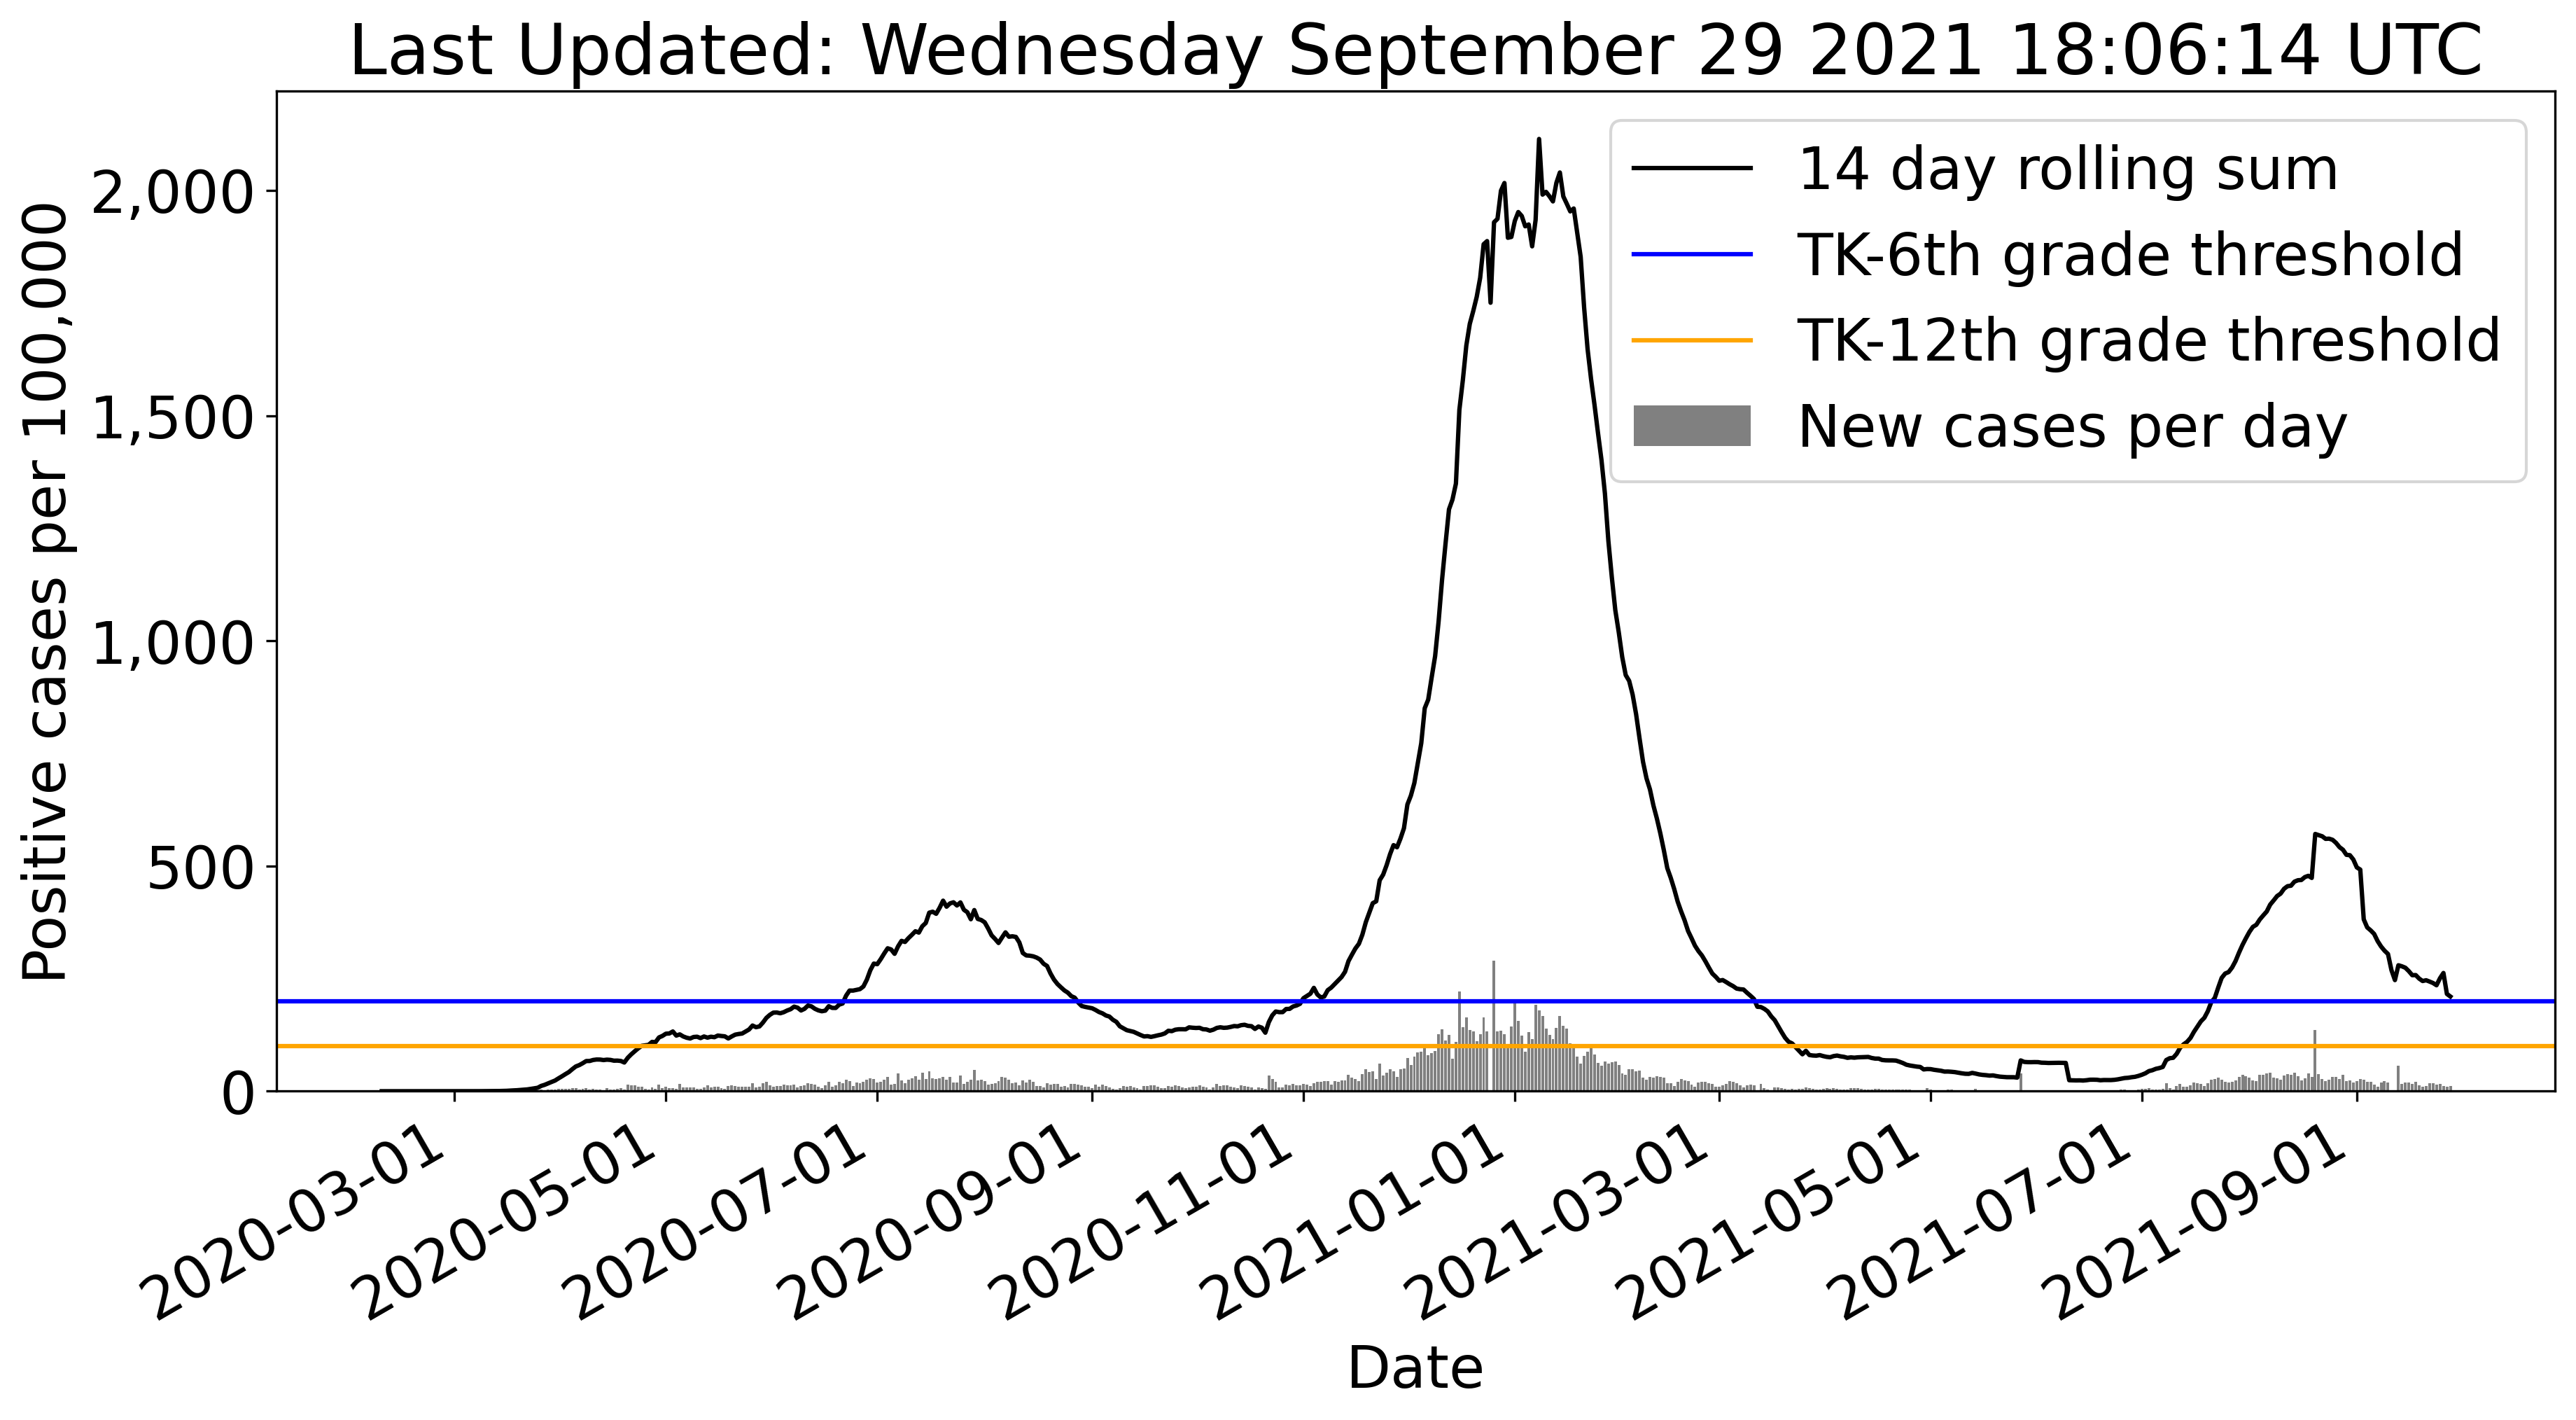 Last Updated: Wednesday September 29 2021 18:06:14 UTC
Positive cases per 100,000
2,000
1,500
1,000
500
0
14 day rolling sum
TK-6th grade threshold
TK-12th grade threshold
New cases per day
2020-03-01
2020-05-01
2020-07-01
2020-09-01
2020-11-01
2021-01-01
2021-03-01
2021-05-01
2021-07-01
2021-09-01
Date